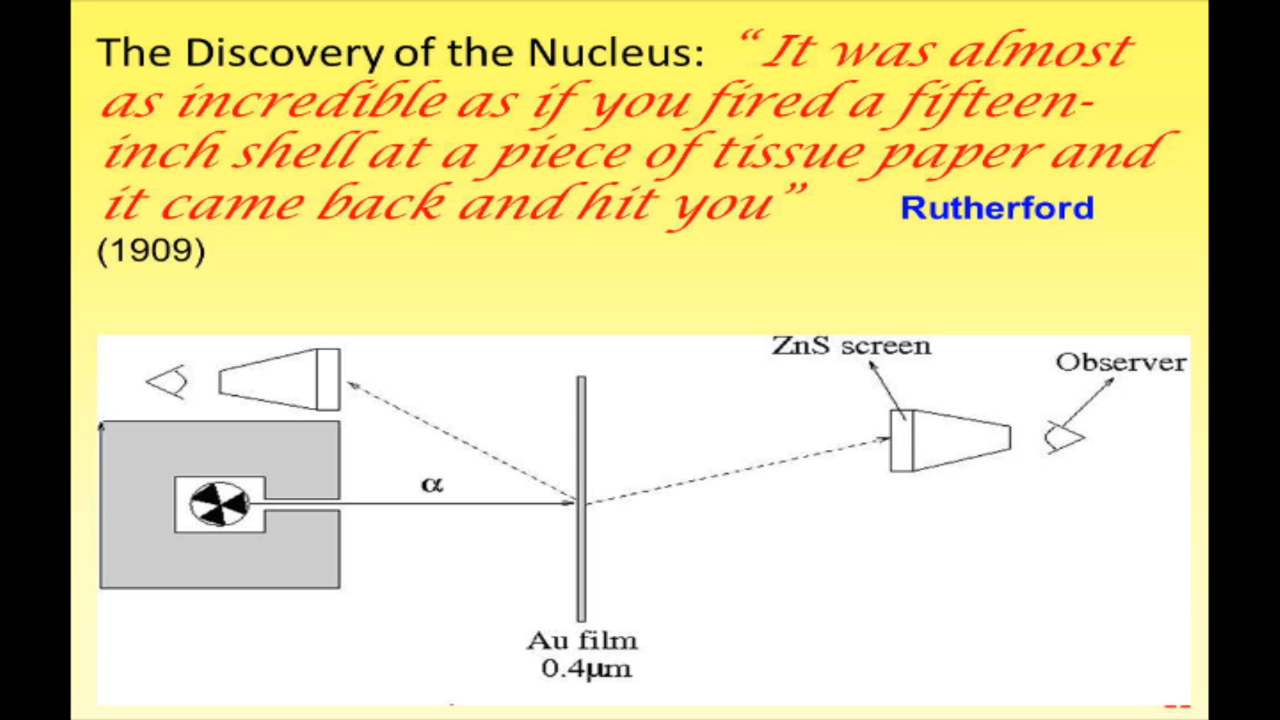 The Discovery of the Nucleus: “It was almost
as incredible as if you fired a fifteen-
inch shell at a piece of tissue paper and
it came back and hit you” Rutherford
(1909)
ZnS screen
Observer
α
Au film
0.4μm